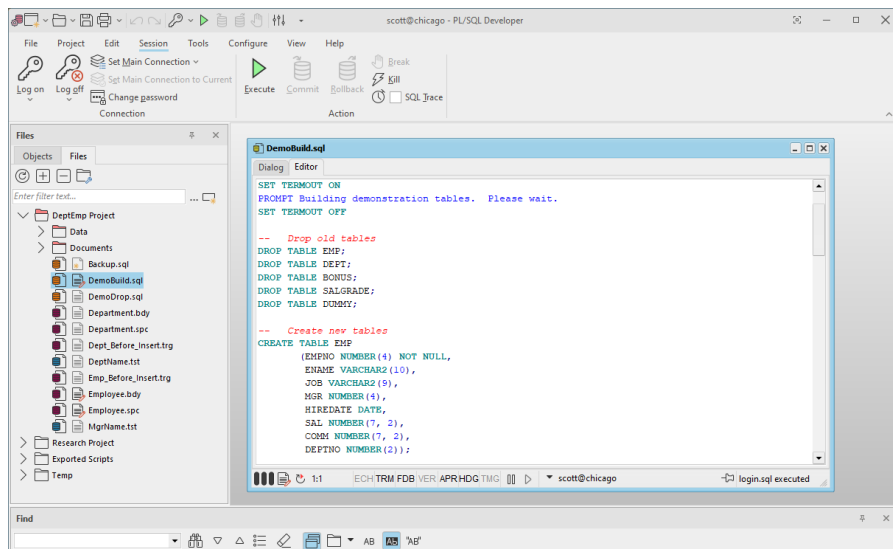 scott@chicago - PL/SQL Developer
File Project Edit Session Tools Configure View Help
Log on
Log off
Set Main Connection
Set Main Connection to Current
Change password
Connection
Execute
Commit
Rollback
Break
Kill
SQL Trace
Action
Files
Objects Files
Enter filter text...
...
DeptEmp Project
Data
Documents
Backup.sql
DemoBuild.sql
DemoDrop.sql
Department.bdy
Department.spc
Dept_Before_Insert.trg
DeptName.tst
Emp_Before_Insert.trg
Employee.bdy
Employee.spc
MgrName.tst
Research Project
Exported Scripts
Temp
DemoBuild.sql
Dialog Editor
SET TERMOUT ON
PROMPT Building demonstration tables.  Please wait.
SET TERMOUT OFF
--   Drop old tables
DROP TABLE EMP;
DROP TABLE DEPT;
DROP TABLE BONUS;
DROP TABLE SALGRADE;
DROP TABLE DUMMY;
--   Create new tables
CREATE TABLE EMP
(EMPNO NUMBER(4) NOT NULL,
ENAME VARCHAR2(10),
JOB VARCHAR2(9),
MGR NUMBER(4),
HIREDATE DATE,
SAL NUMBER(7, 2),
COMM NUMBER(7, 2),
DEPTNO NUMBER(2));
1:1 ECH TRM FDB VER APR HDG TMG scott@chicago login.sql executed
Find
AB AB "AB"